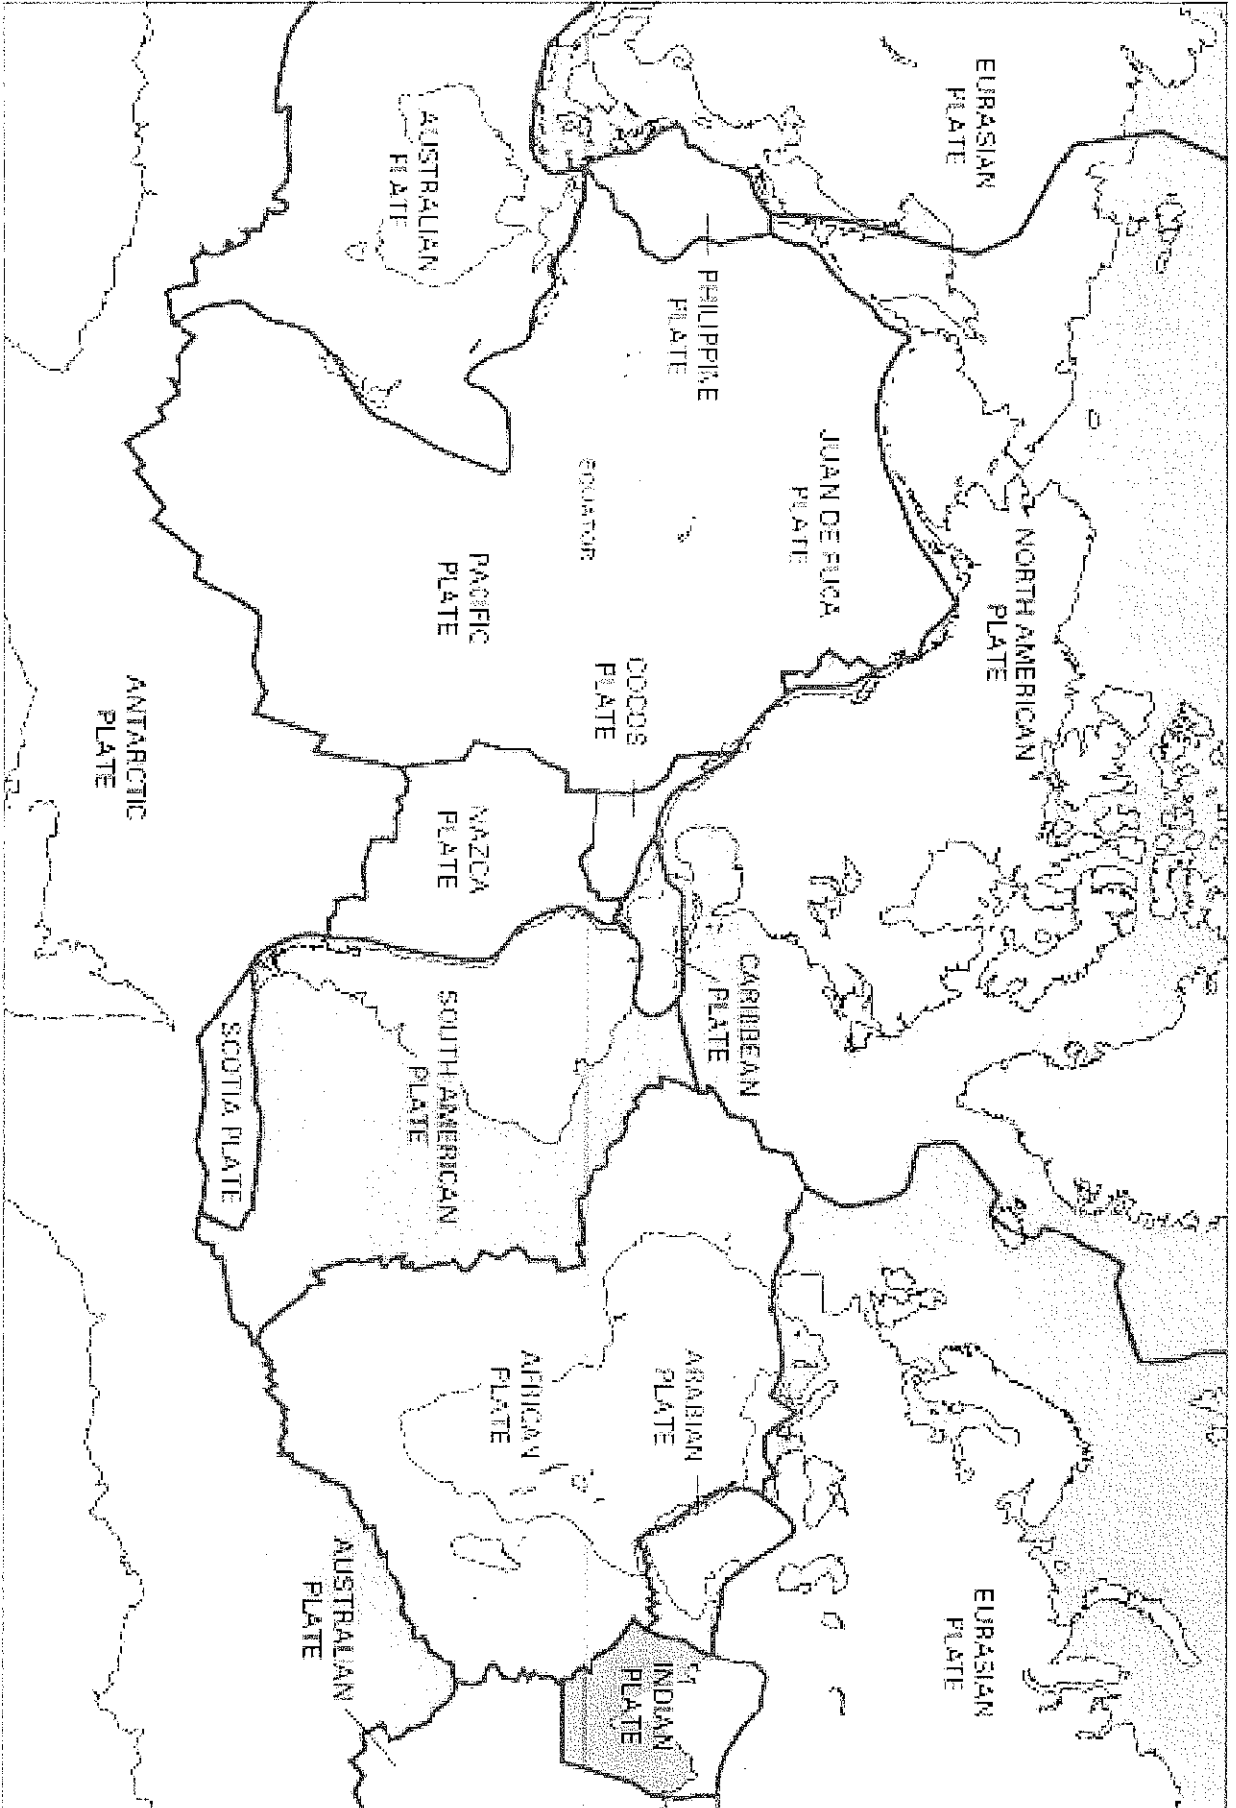 EURASIAN
PLATE
NORTH AMERICAN
PLATE
EURASIAN
PLATE
JUAN DE FUCA
PLATE
PHILIPPINE
PLATE
CARIBBEAN
PLATE
ARABIAN
PLATE
COCOS
PLATE
INDIAN
PLATE
EQUATOR
AUSTRALIAN
PLATE
PACIFIC
PLATE
NAZCA
PLATE
SOUTH AMERICAN
PLATE
AFRICAN
PLATE
AUSTRALIAN
PLATE
SCOTIA PLATE
ANTARCTIC
PLATE